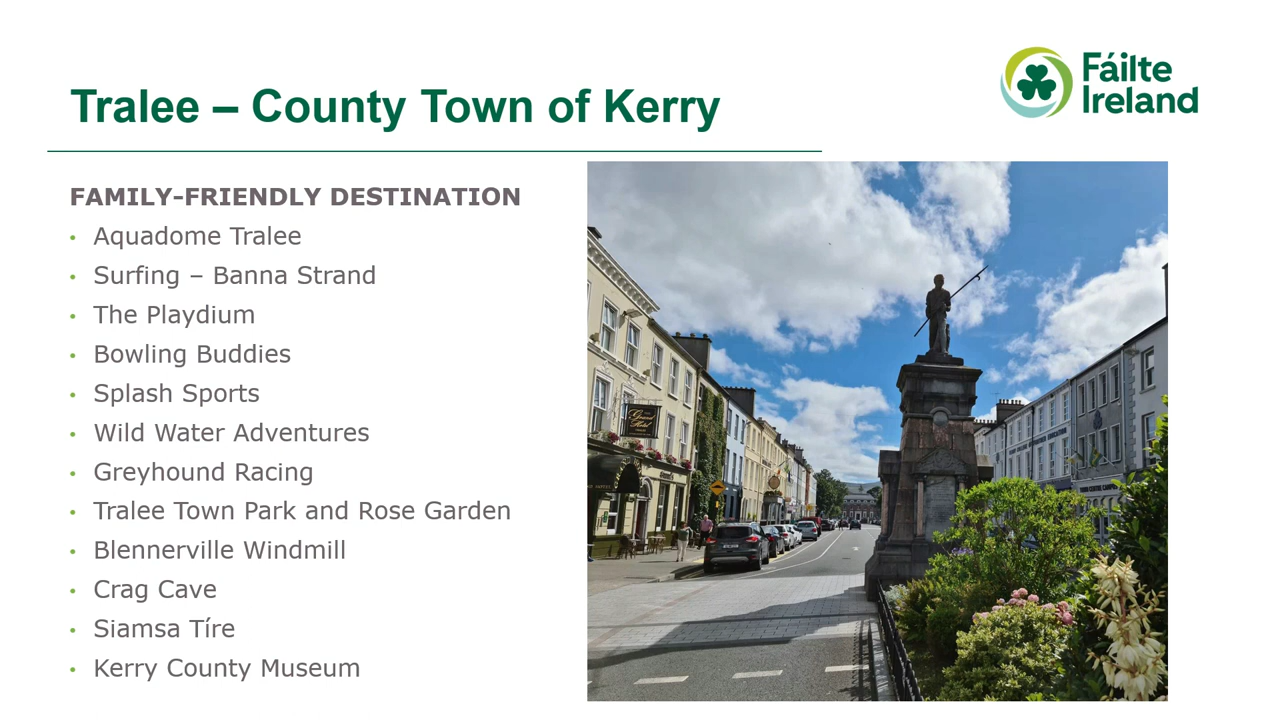 Tralee – County Town of Kerry
Fáilte
Ireland
FAMILY-FRIENDLY DESTINATION
• Aquadome Tralee
• Surfing – Banna Strand
• The Playdium
• Bowling Buddies
• Splash Sports
• Wild Water Adventures
• Greyhound Racing
• Tralee Town Park and Rose Garden
• Blennerville Windmill
• Crag Cave
• Siamsa Tíre
• Kerry County Museum
Grand
Hotel